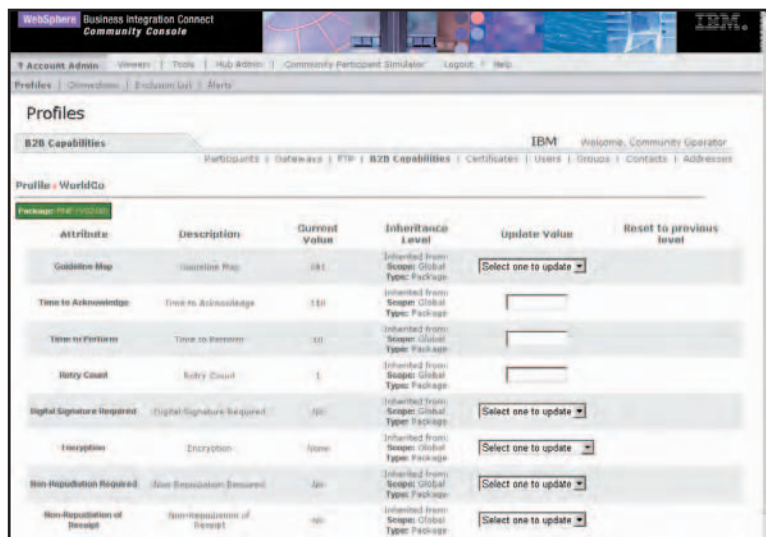 WebSphere Business Integration Connect
Community Console
IBM.
Account Admin Viewers | Tools | Hub Admin | Community Participant Simulator Logout | Help
Profiles | Connections | Exclusion List | Alerts
Profiles
B2B Capabilities
IBM Welcome, Community Operator
Participants | Gateways | FTP | B2B Capabilities | Certificates | Users | Groups | Contacts | Addresses
Profile › WorldCo
Package: RNIF (V02.00)
Attribute Description Current Value Inheritance Level Update Value Reset to previous level
Guideline Map Guideline Map Inherited from: Scope: Global Type: Package Select one to update
Time to Acknowledge Time to Acknowledge Inherited from: Scope: Global Type: Package
Time to Perform Time to Perform Inherited from: Scope: Global Type: Package
Retry Count Retry Count 1 Inherited from: Scope: Global Type: Package
Digital Signature Required Digital Signature Required No Inherited from: Scope: Global Type: Package Select one to update
Encryption Encryption None Inherited from: Scope: Global Type: Package Select one to update
Non-Repudiation Required Non-Repudiation Required No Inherited from: Scope: Global Type: Package Select one to update
Non-Repudiation of Receipt Non-Repudiation of Receipt No Inherited from: Scope: Global Type: Package Select one to update